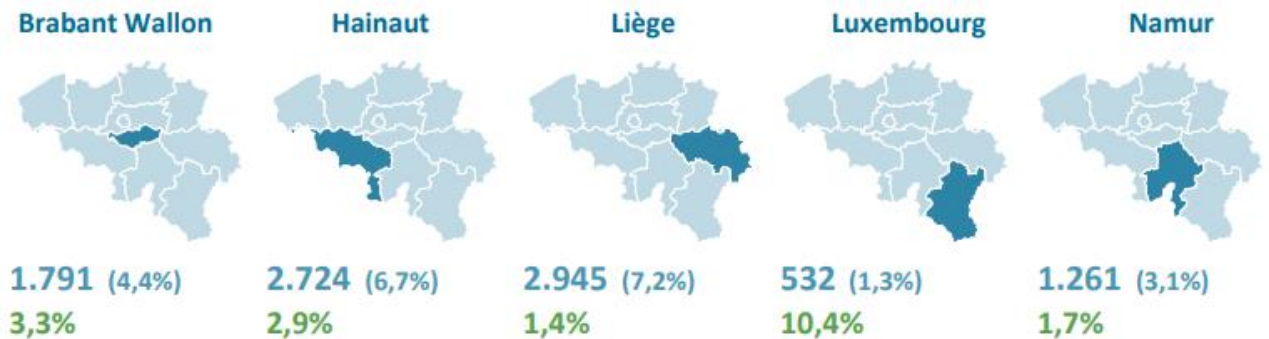 Brabant Wallon Hainaut Liège Luxembourg Namur
1.791 (4,4%) 2.724 (6,7%) 2.945 (7,2%) 532 (1,3%) 1.261 (3,1%)
3,3% 2,9% 1,4% 10,4% 1,7%